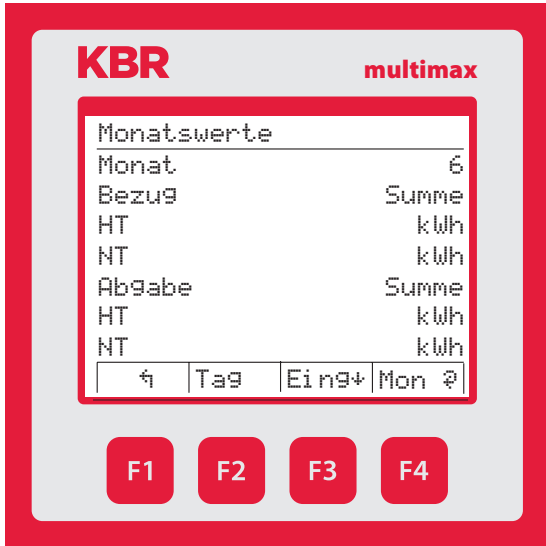 KBR multimax
Monatswerte
Monat 6
Bezug Summe
HT kWh
NT kWh
Abgabe Summe
HT kWh
NT kWh
↰ Tag Eing↓ Mon ⤾
F1 F2 F3 F4